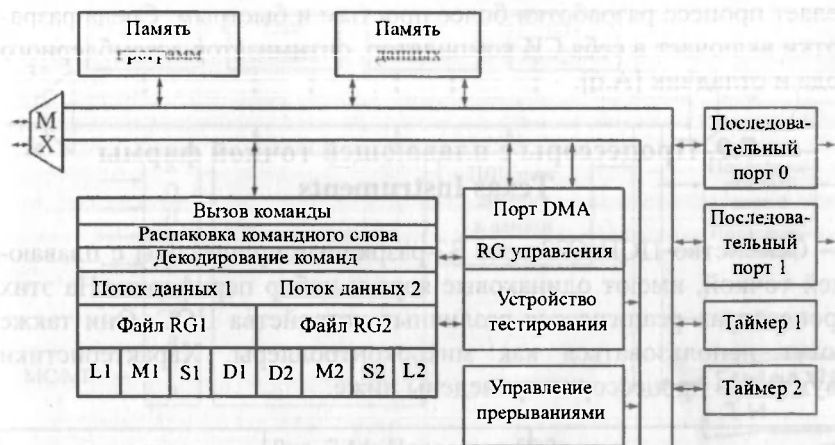 Память
программ
Память
данных
M
X
Последова-
тельный
порт 0
Вызов команды
Распаковка командного слова
Декодирование команд
Поток данных 1
Поток данных 2
Файл RG1
Файл RG2
L1 M1 S1 D1 D2 M2 S2 L2
Порт DMA
RG управления
Устройство
тестирования
Управление
прерываниями
Последова-
тельный
порт 1
Таймер 1
Таймер 2